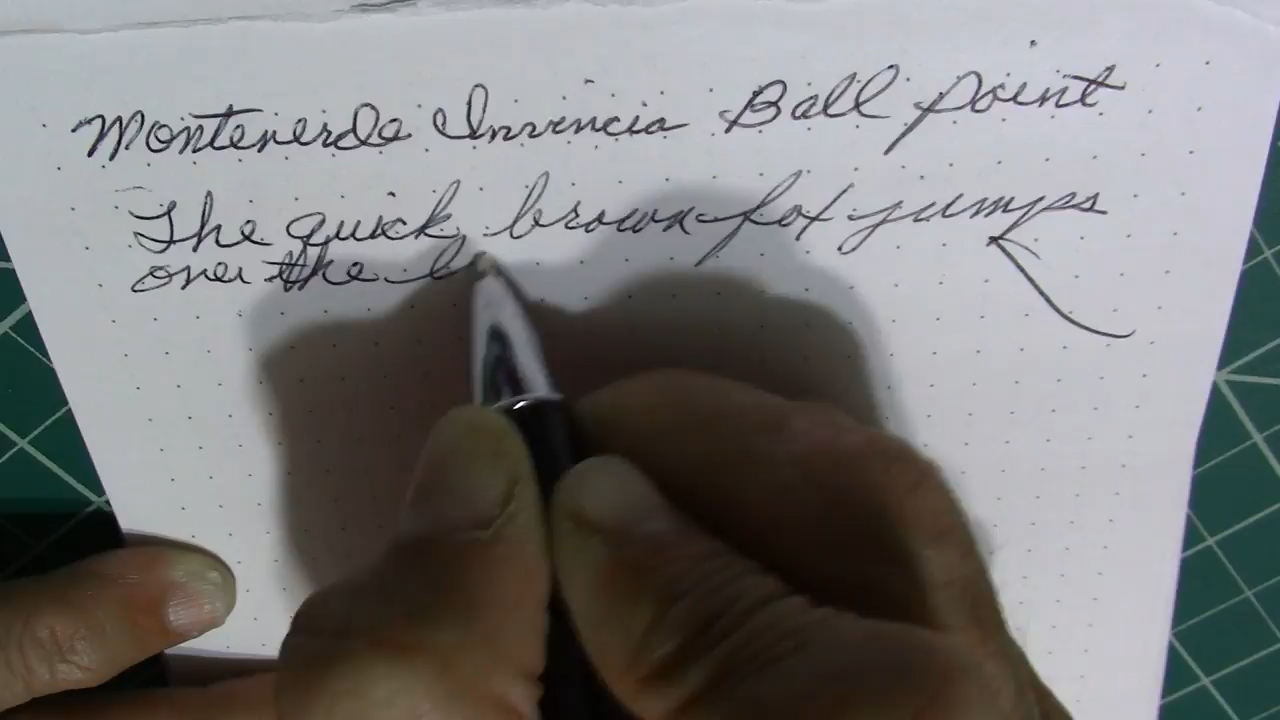 Monteverde Invincia Ball Point
The quick brown fox jumps
over the l